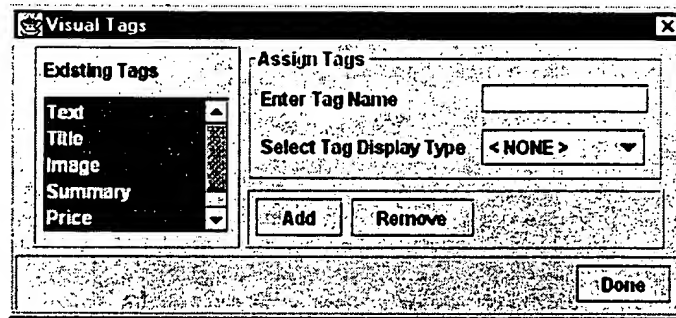 Visual Tags
Existing Tags
Text
Title
Image
Summary
Price
Assign Tags
Enter Tag Name
Select Tag Display Type
< NONE >
Add
Remove
Done